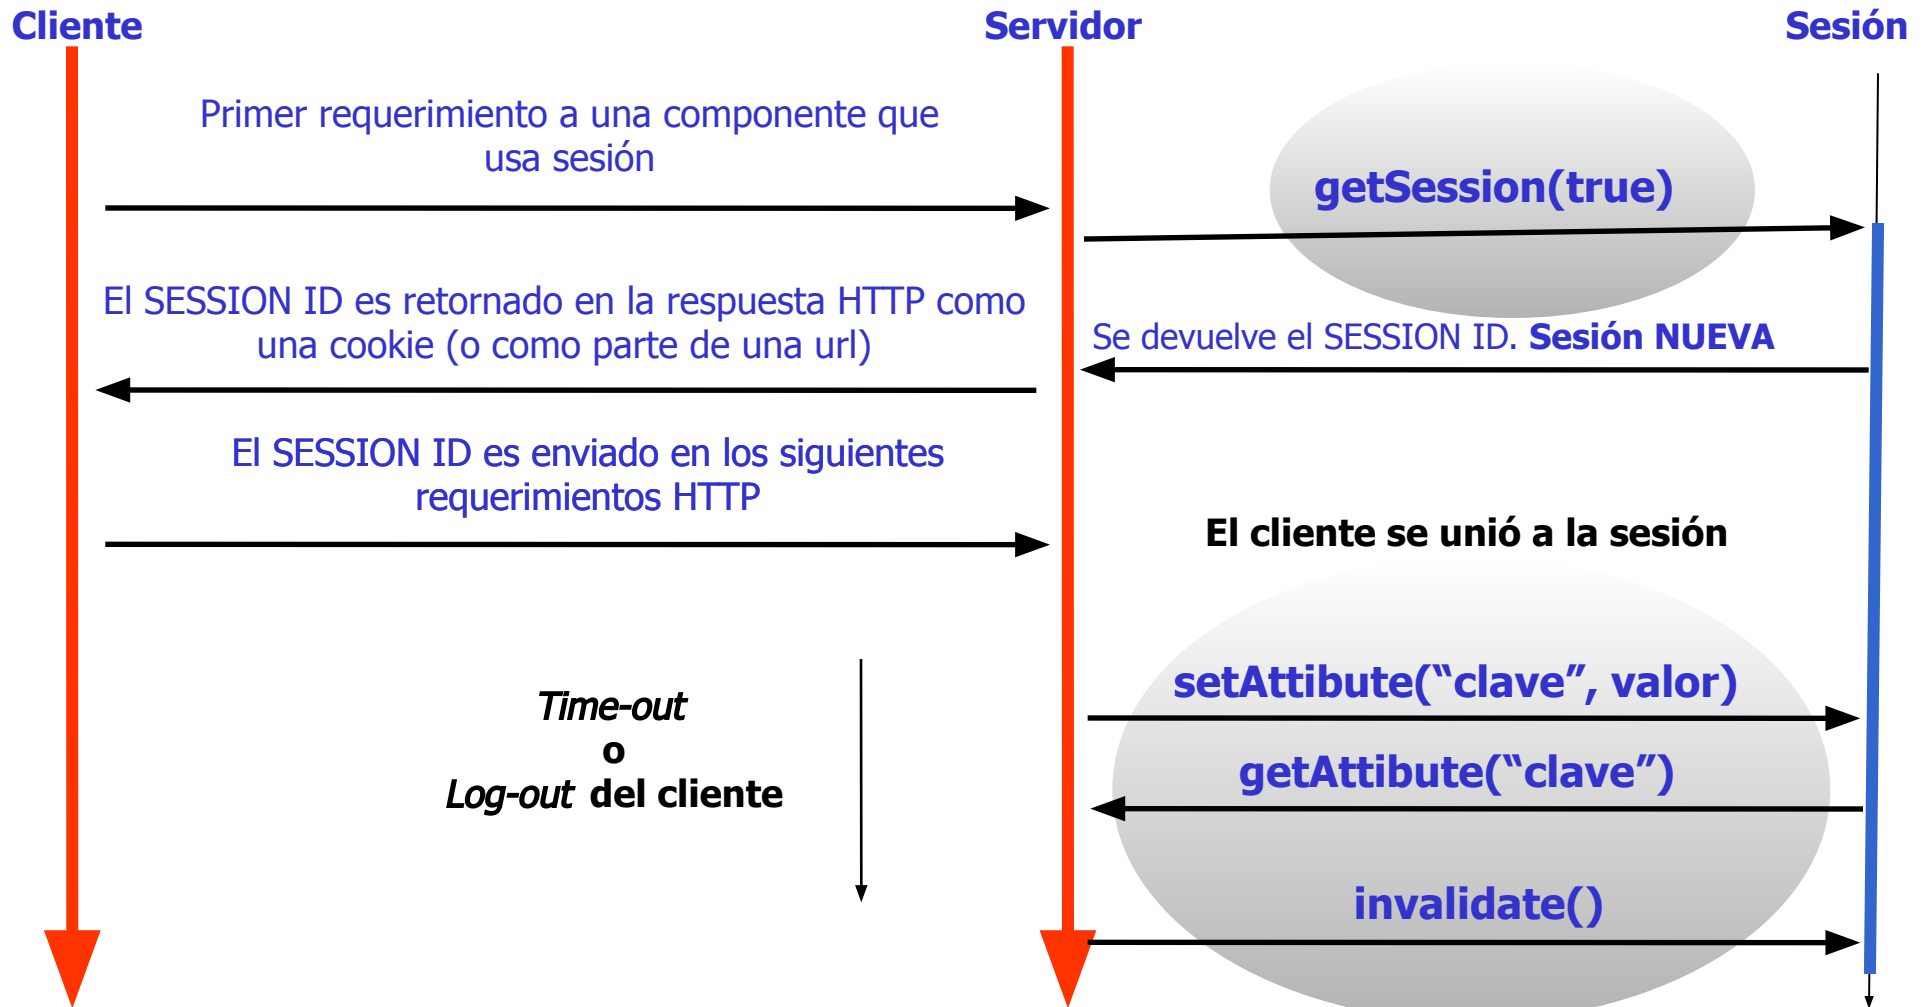 Cliente
Servidor
Sesión
Primer requerimiento a una componente que
usa sesión
getSession(true)
El SESSION ID es retornado en la respuesta HTTP como
una cookie (o como parte de una url)
Se devuelve el SESSION ID. Sesión NUEVA
El SESSION ID es enviado en los siguientes
requerimientos HTTP
El cliente se unió a la sesión
setAttibute(“clave”, valor)
Time-out
o
Log-out del cliente
getAttibute(“clave”)
invalidate()